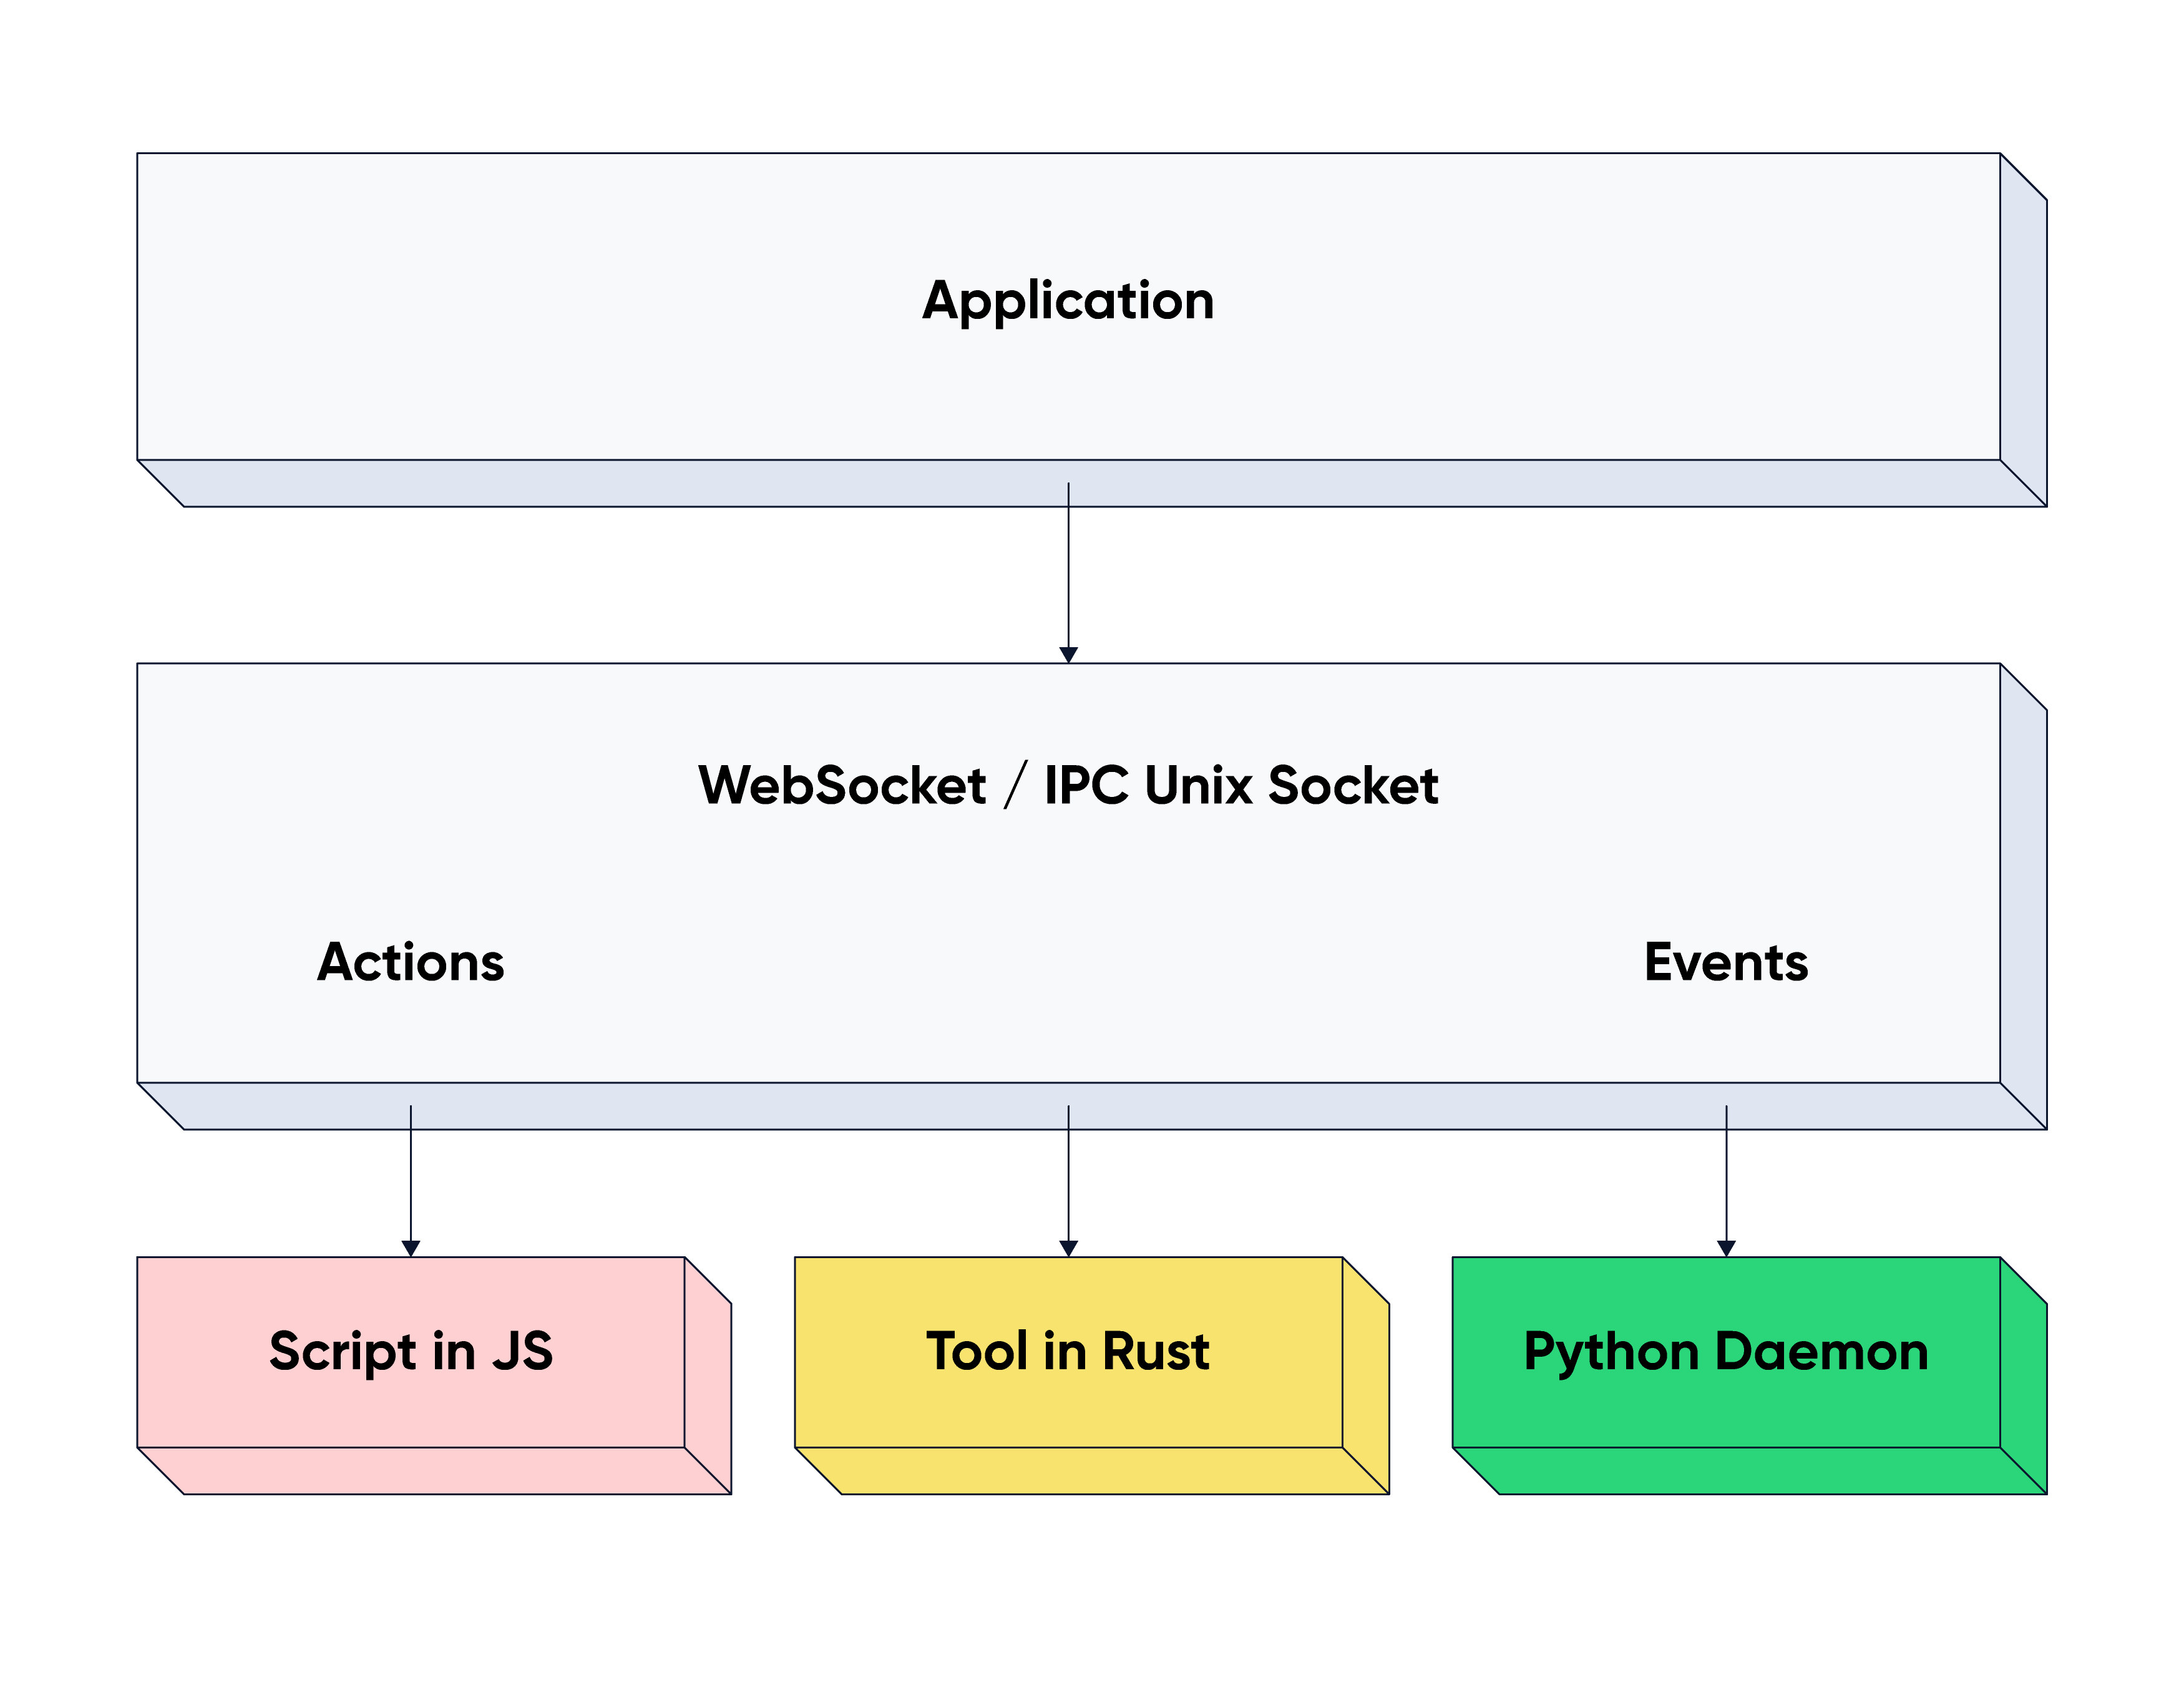 Application
WebSocket / IPC Unix Socket
Actions
Events
Script in JS
Tool in Rust
Python Daemon